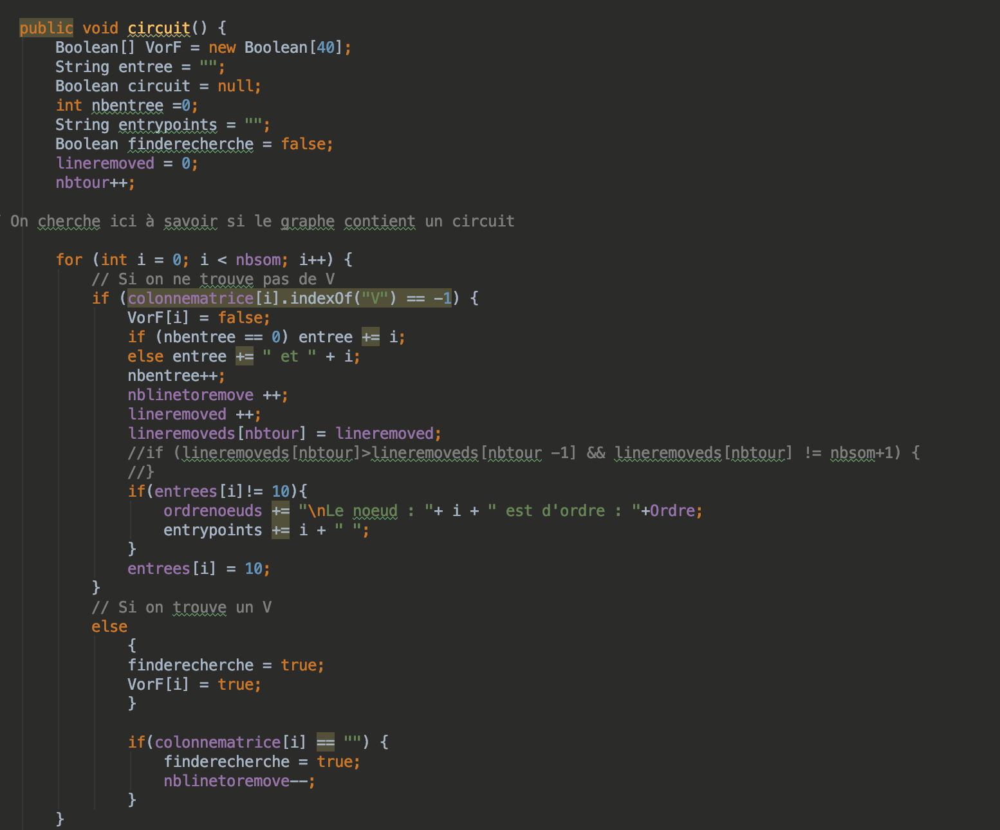 public void circuit() {
    Boolean[] VorF = new Boolean[40];
    String entree = "";
    Boolean circuit = null;
    int nbentree =0;
    String entrypoints = "";
    Boolean finderecherche = false;
    lineremoved = 0;
    nbtour++;
On cherche ici à savoir si le graphe contient un circuit
    for (int i = 0; i < nbsom; i++) {
        // Si on ne trouve pas de V
        if (colonnematrice[i].indexOf("V") == -1) {
            VorF[i] = false;
            if (nbentree == 0) entree += i;
            else entree += " et " + i;
            nbentree++;
            nblinetoremove ++;
            lineremoved ++;
            lineremoveds[nbtour] = lineremoved;
            //if (lineremoveds[nbtour]>lineremoveds[nbtour -1] && lineremoveds[nbtour] != nbsom+1) {
            //}
            if(entrees[i]!= 10){
                ordrenoeuds += "\nLe noeud : "+ i + " est d'ordre : "+Ordre;
                entrypoints += i + " ";
            }
            entrees[i] = 10;
        }
        // Si on trouve un V
        else
            {
            finderecherche = true;
            VorF[i] = true;
            }
            if(colonnematrice[i] == "") {
                finderecherche = true;
                nblinetoremove--;
            }
    }